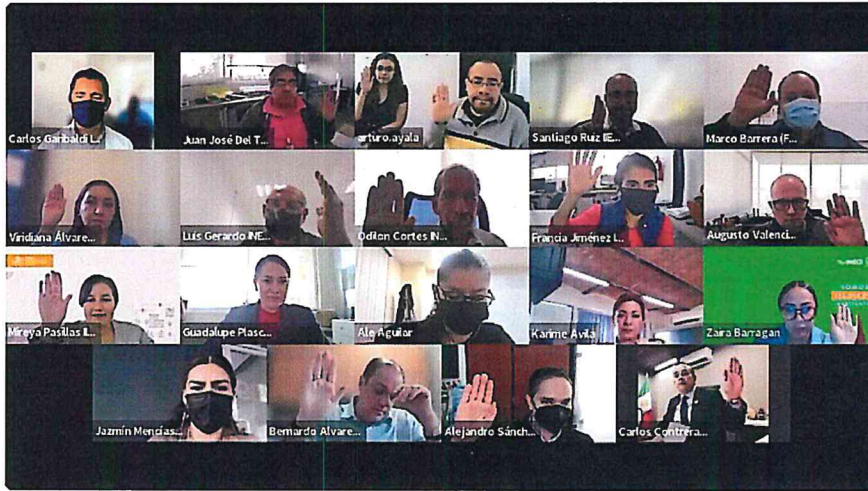 Carlos Garibaldi L.
Juan José Del T...
arturo.ayala
Santiago Ruiz IE...
Marco Barrera (F...
Viridiana Álvare...
Luis Gerardo INE...
Odilon Cortes IN...
Francia Jiménez I...
Augusto Valenci...
Mireya Pasillas IL...
Guadalupe Plasc...
Ale Aguilar
Karime Avila
Zaira Barragan
Jazmín Mencías...
Bernardo Alvare...
Alejandro Sánch...
Carlos Contrera...